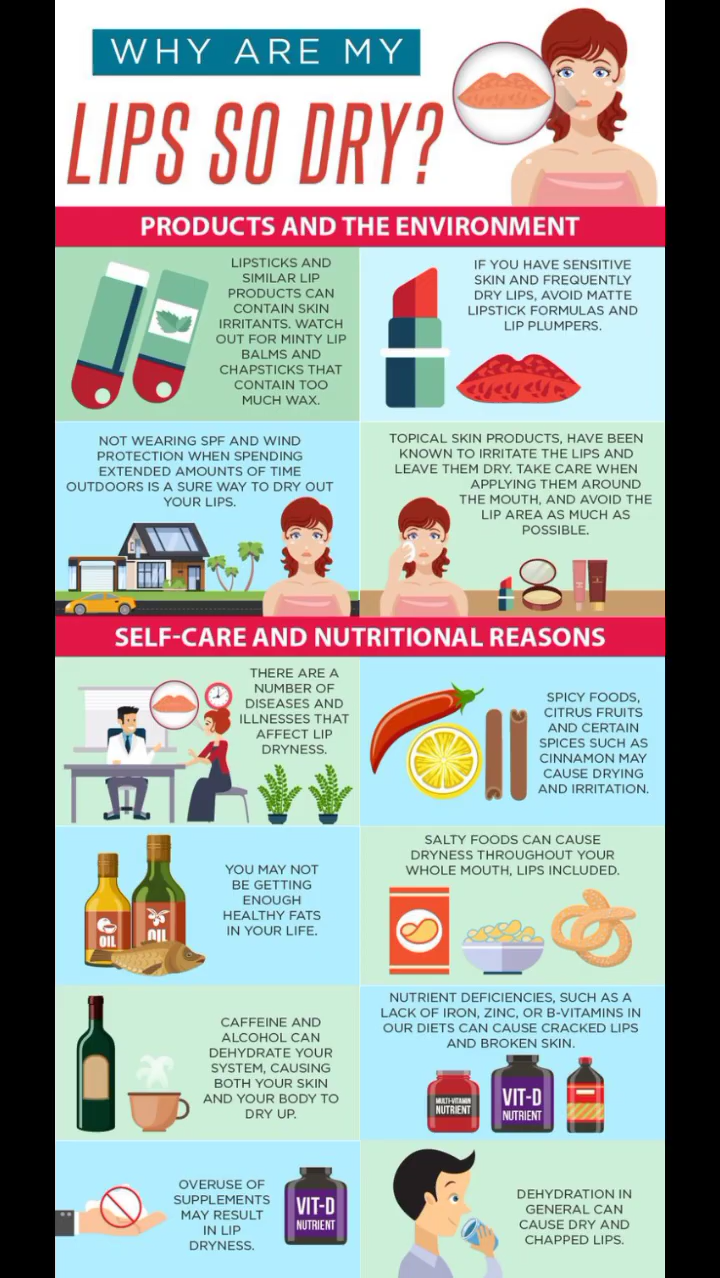 WHY ARE MY
LIPS SO DRY?
PRODUCTS AND THE ENVIRONMENT
LIPSTICKS AND
SIMILAR LIP
PRODUCTS CAN
CONTAIN SKIN
IRRITANTS. WATCH
OUT FOR MINTY LIP
BALMS AND
CHAPSTICKS THAT
CONTAIN TOO
MUCH WAX.
IF YOU HAVE SENSITIVE
SKIN AND FREQUENTLY
DRY LIPS, AVOID MATTE
LIPSTICK FORMULAS AND
LIP PLUMPERS.
NOT WEARING SPF AND WIND
PROTECTION WHEN SPENDING
EXTENDED AMOUNTS OF TIME
OUTDOORS IS A SURE WAY TO DRY OUT
YOUR LIPS.
TOPICAL SKIN PRODUCTS, HAVE BEEN
KNOWN TO IRRITATE THE LIPS AND
LEAVE THEM DRY. TAKE CARE WHEN
APPLYING THEM AROUND
THE MOUTH, AND AVOID THE
LIP AREA AS MUCH AS
POSSIBLE.
SELF-CARE AND NUTRITIONAL REASONS
THERE ARE A
NUMBER OF
DISEASES AND
ILLNESSES THAT
AFFECT LIP
DRYNESS.
SPICY FOODS,
CITRUS FRUITS
AND CERTAIN
SPICES SUCH AS
CINNAMON MAY
CAUSE DRYING
AND IRRITATION.
OIL
OIL
YOU MAY NOT
BE GETTING
ENOUGH
HEALTHY FATS
IN YOUR LIFE.
SALTY FOODS CAN CAUSE
DRYNESS THROUGHOUT YOUR
WHOLE MOUTH, LIPS INCLUDED.
CAFFEINE AND
ALCOHOL CAN
DEHYDRATE YOUR
SYSTEM, CAUSING
BOTH YOUR SKIN
AND YOUR BODY TO
DRY UP.
NUTRIENT DEFICIENCIES, SUCH AS A
LACK OF IRON, ZINC, OR B-VITAMINS IN
OUR DIETS CAN CAUSE CRACKED LIPS
AND BROKEN SKIN.
MULTI-VITAMIN
NUTRIENT
VIT-D
NUTRIENT
OVERUSE OF
SUPPLEMENTS
MAY RESULT
IN LIP
DRYNESS.
VIT-D
NUTRIENT
DEHYDRATION IN
GENERAL CAN
CAUSE DRY AND
CHAPPED LIPS.